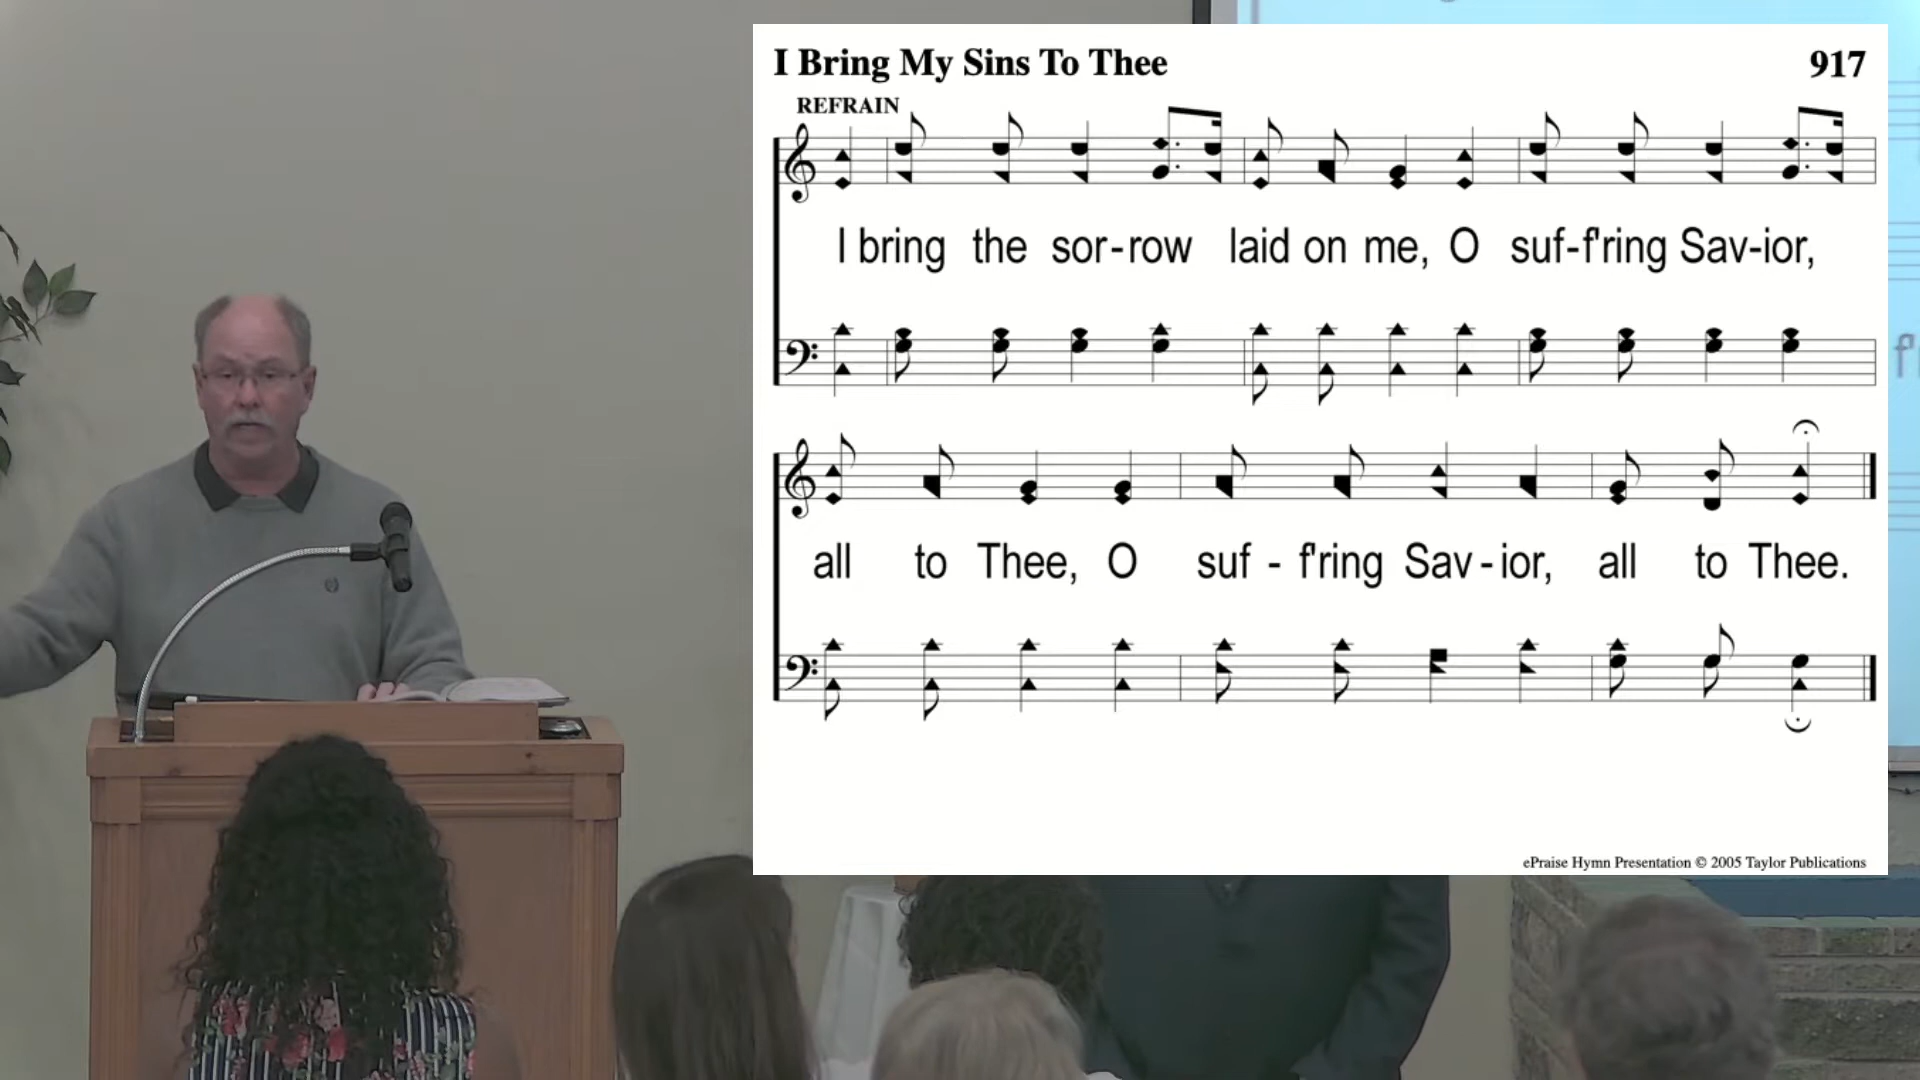 I Bring My Sins To Thee 917
REFRAIN
I bring the sor-row laid on me, O suf-f'ring Sav-ior,
all to Thee, O suf - f'ring Sav - ior, all to Thee.
ePraise Hymn Presentation © 2005 Taylor Publications